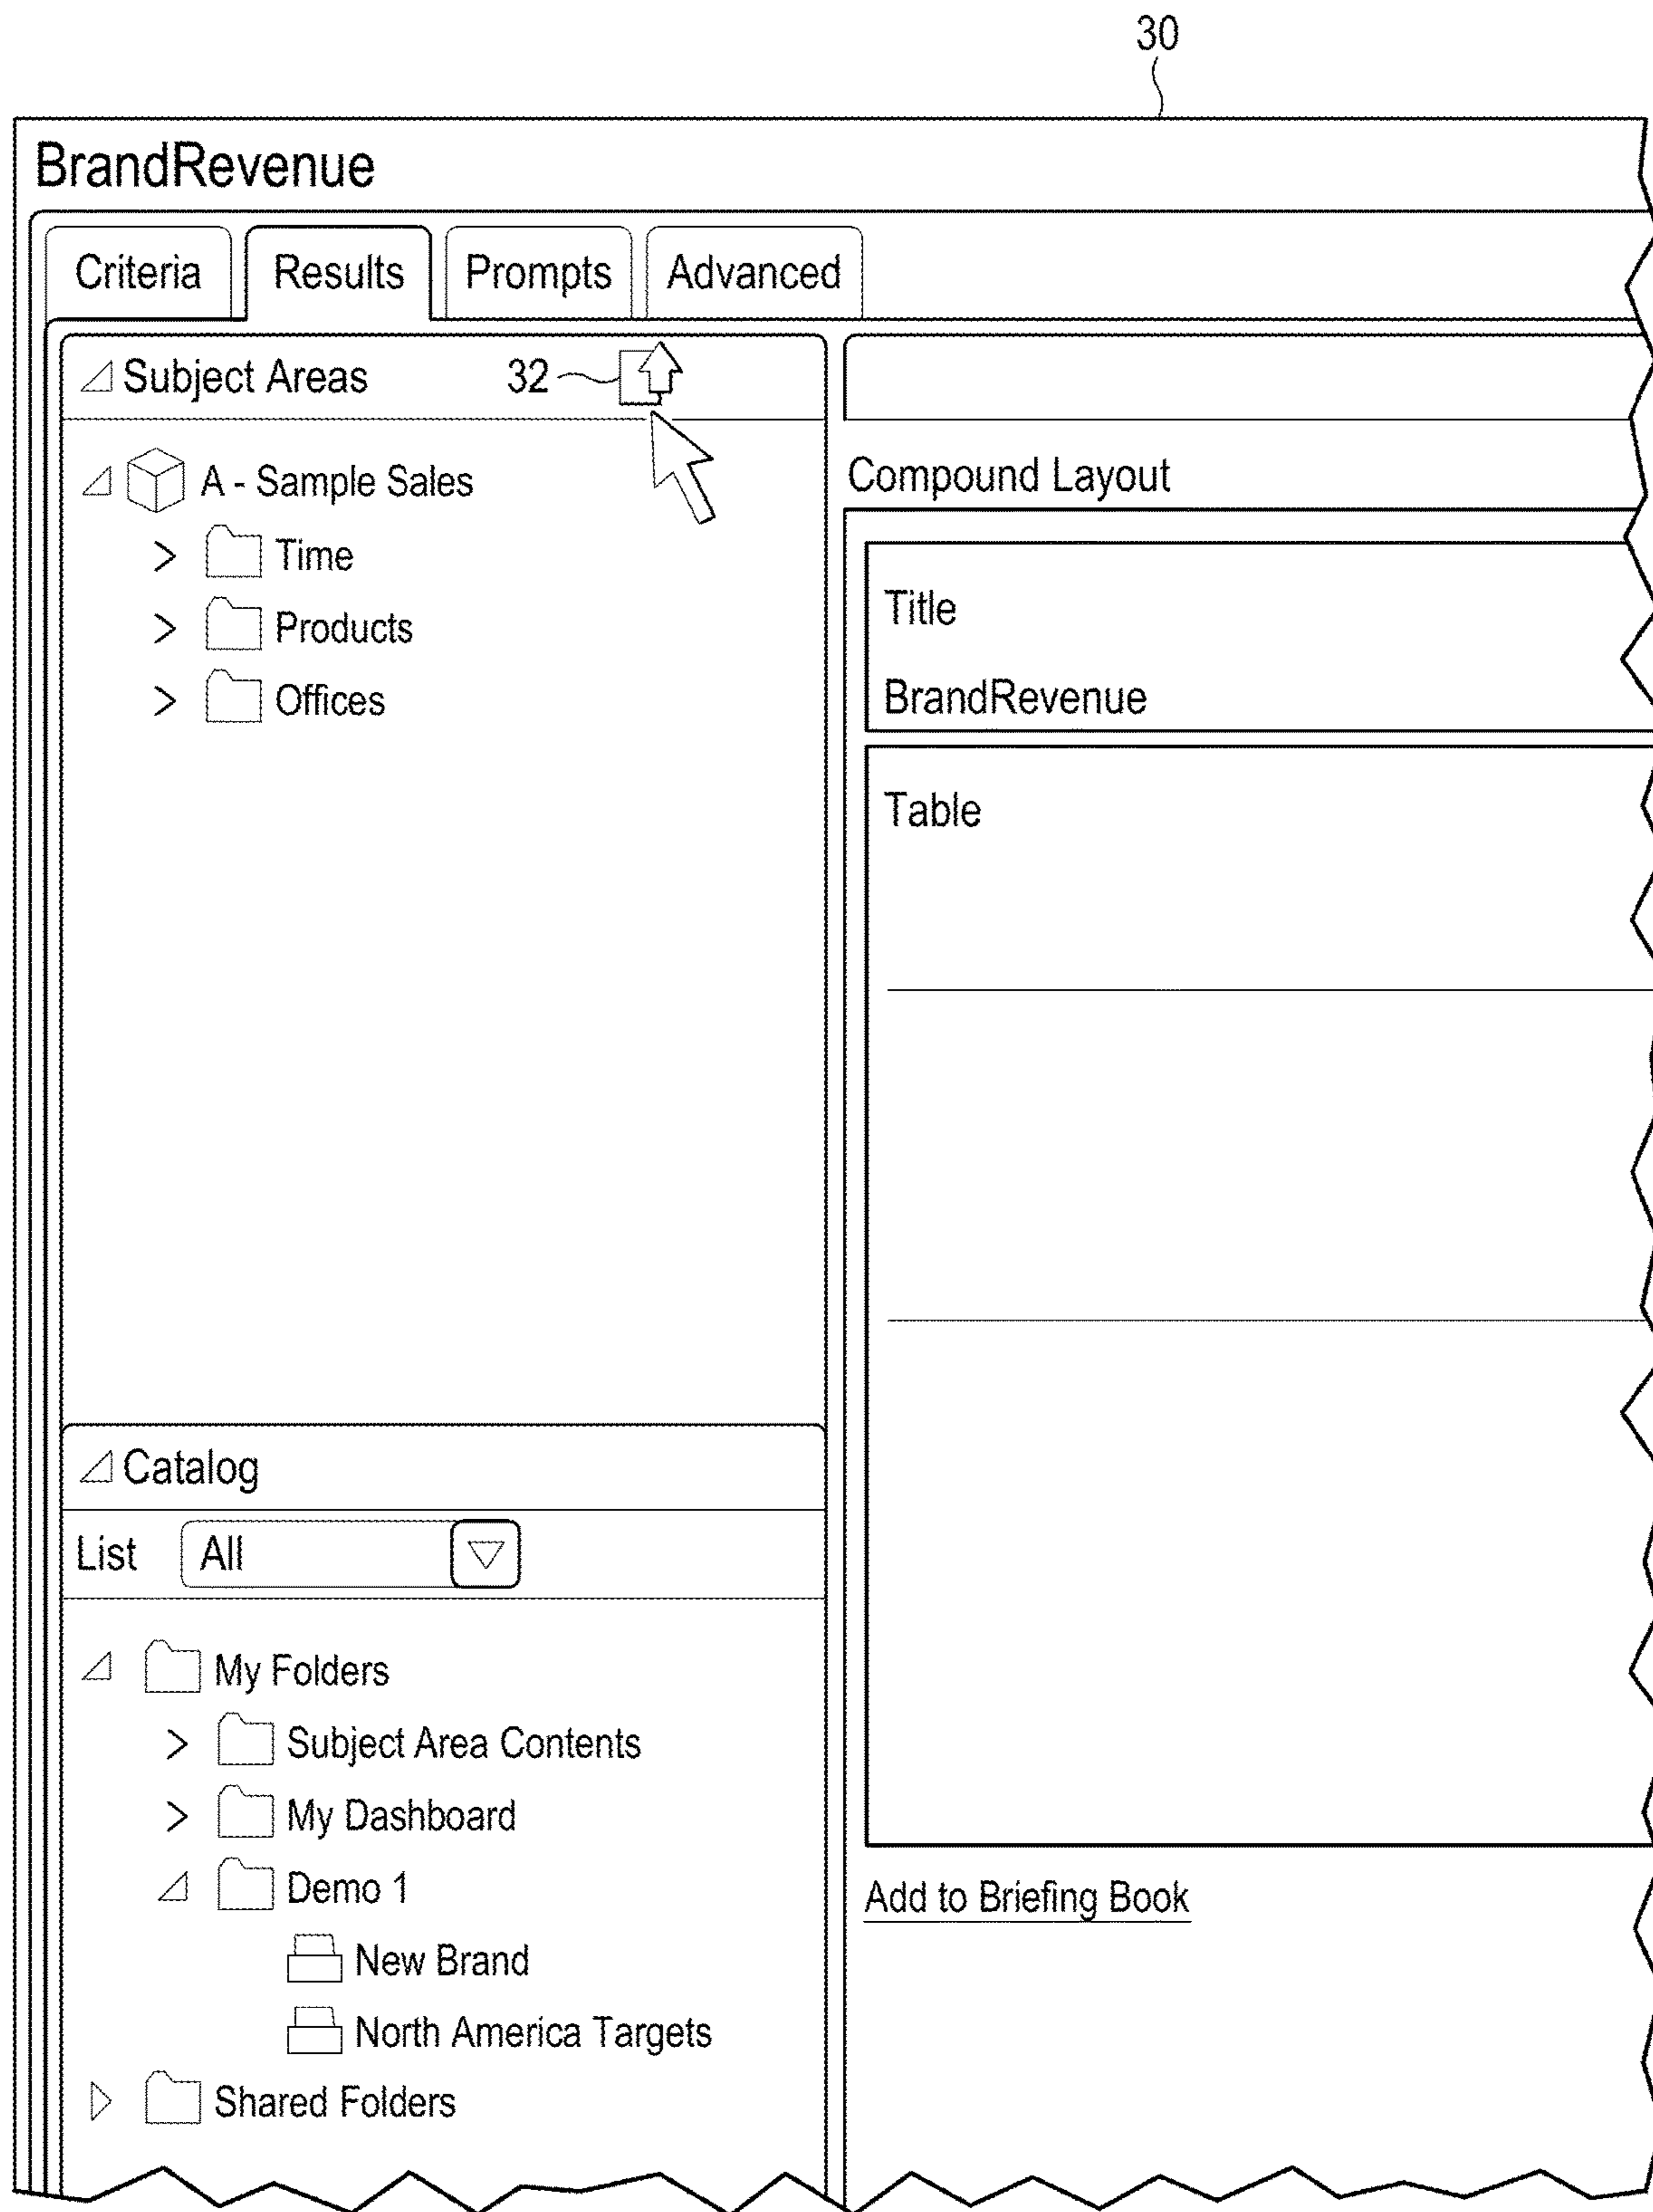 30
BrandRevenue
Criteria Results Prompts Advanced
Subject Areas 32
A - Sample Sales
Time
Products
Offices
Catalog
List All
My Folders
Subject Area Contents
My Dashboard
Demo 1
New Brand
North America Targets
Shared Folders
Compound Layout
Title
BrandRevenue
Table
Add to Briefing Book